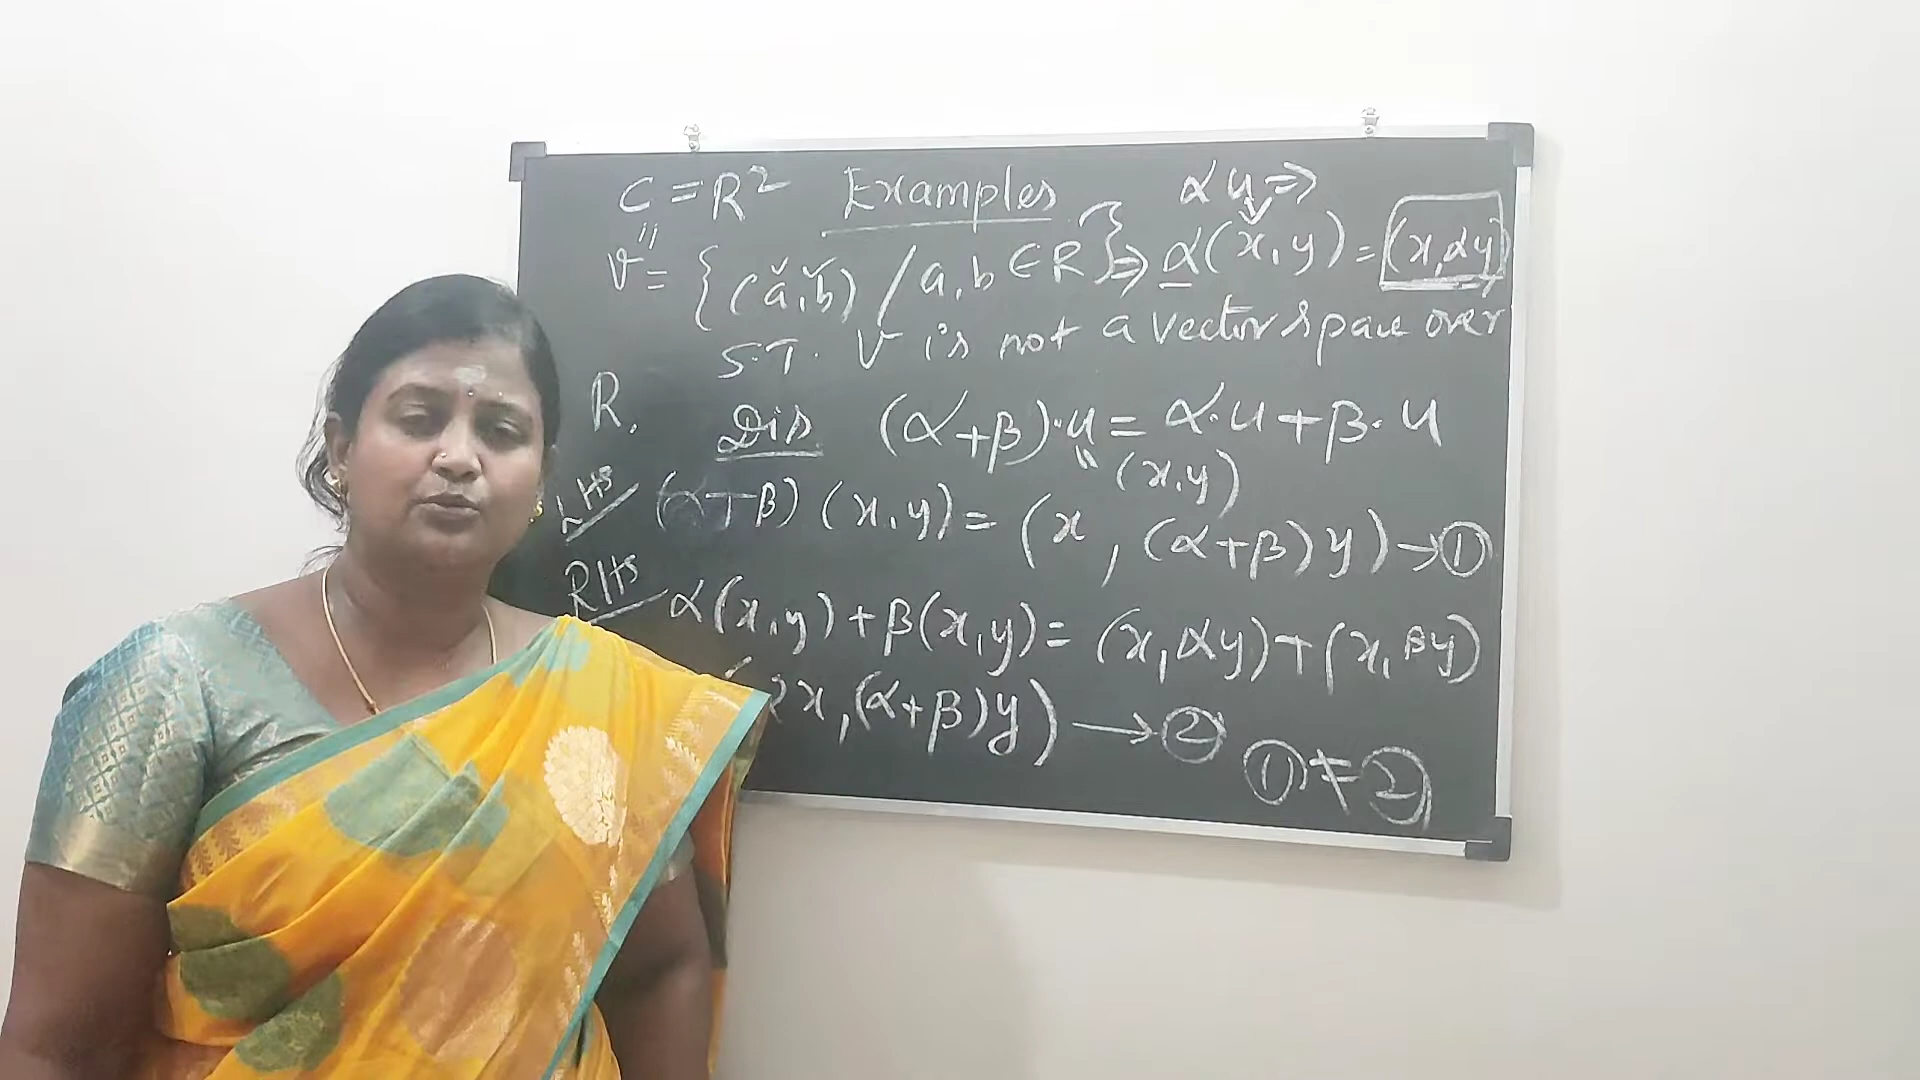 C = R² Examples αu ⇒
V = {(a, b) / a, b ∈ R} ⇒ α(x, y) = (x, αy)
S.T. V is not a vector space over
R. Dis (α+β)·u = α·u + β·u
(x, y)
LHS (α+β)(x, y) = (x, (α+β)y) → ①
RHS α(x, y) + β(x, y) = (x, αy) + (x, βy)
2x, (α+β)y) → ②
① ≠ ②